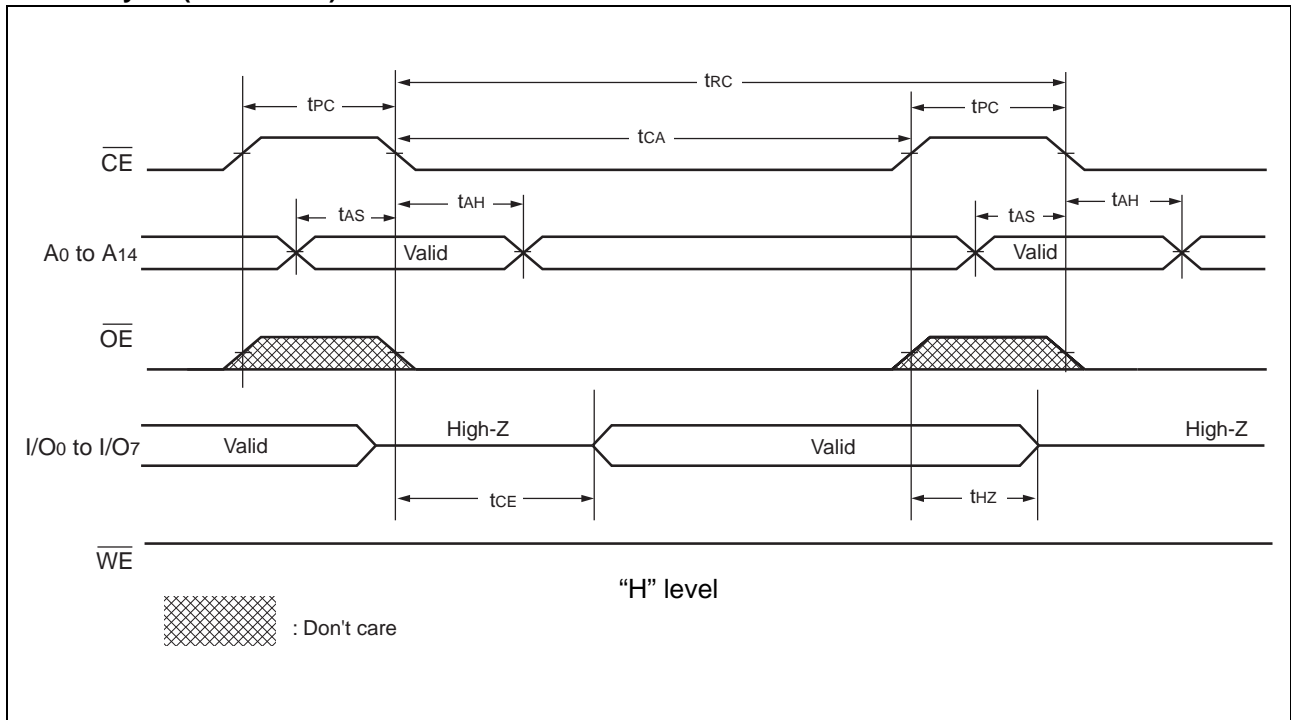 tRC
tPC
tPC
tCA
CE
tAS
tAH
tAS
tAH
A0 to A14
Valid
Valid
OE
High-Z
High-Z
I/O0 to I/O7
Valid
Valid
tCE
tHZ
WE
“H” level
: Don't care